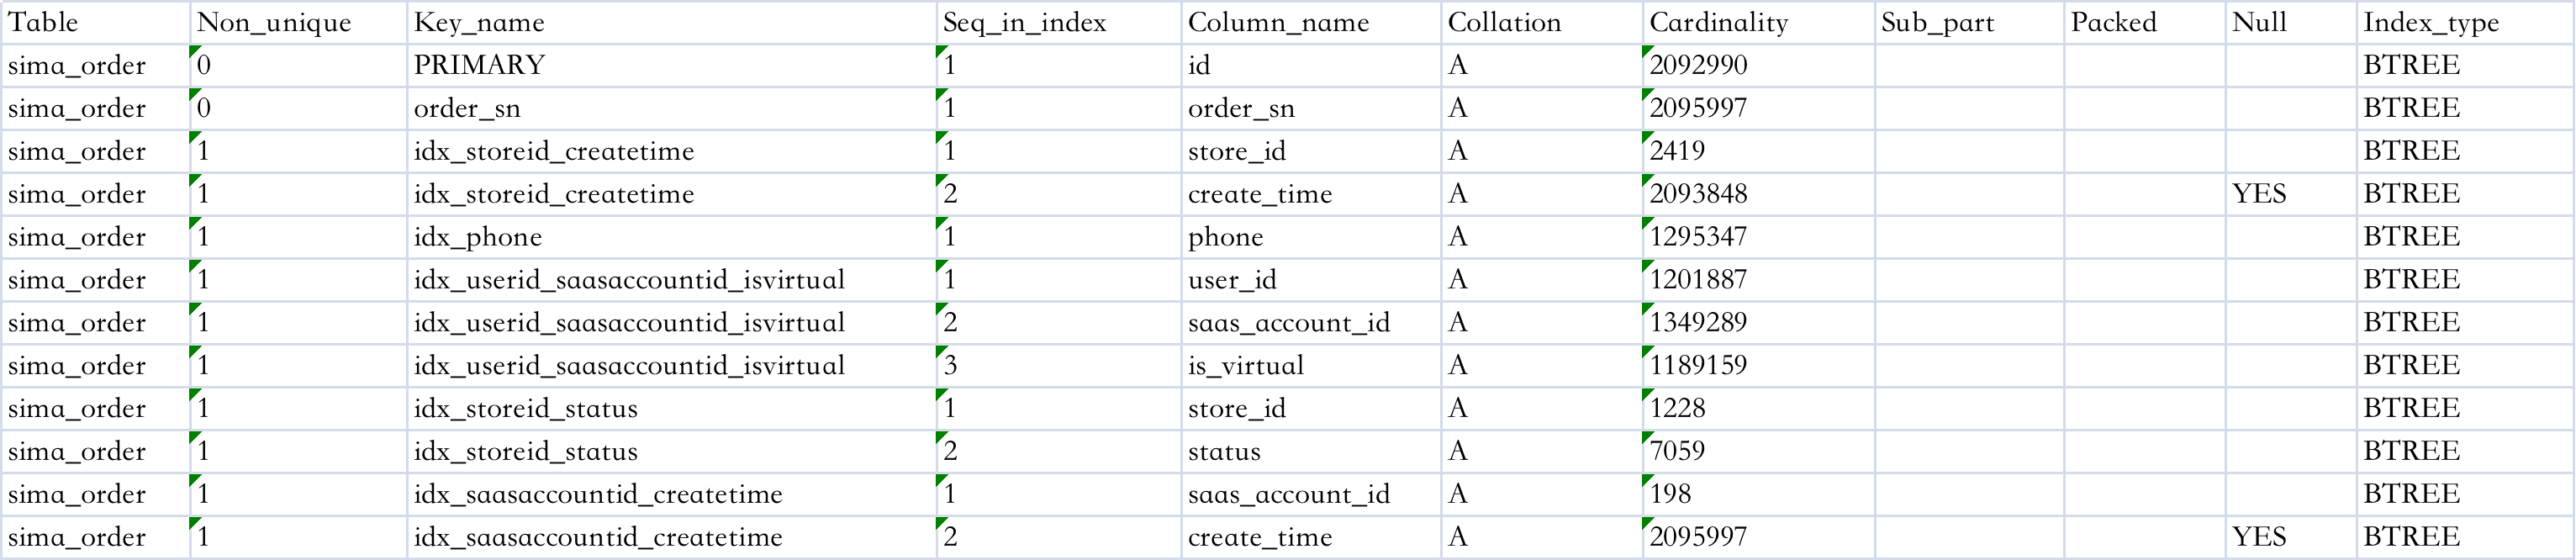 Table Non_unique Key_name Seq_in_index Column_name Collation Cardinality Sub_part Packed Null Index_type
sima_order 0 PRIMARY 1 id A 2092990 BTREE
sima_order 0 order_sn 1 order_sn A 2095997 BTREE
sima_order 1 idx_storeid_createtime 1 store_id A 2419 BTREE
sima_order 1 idx_storeid_createtime 2 create_time A 2093848 YES BTREE
sima_order 1 idx_phone 1 phone A 1295347 BTREE
sima_order 1 idx_userid_saasaccountid_isvirtual 1 user_id A 1201887 BTREE
sima_order 1 idx_userid_saasaccountid_isvirtual 2 saas_account_id A 1349289 BTREE
sima_order 1 idx_userid_saasaccountid_isvirtual 3 is_virtual A 1189159 BTREE
sima_order 1 idx_storeid_status 1 store_id A 1228 BTREE
sima_order 1 idx_storeid_status 2 status A 7059 BTREE
sima_order 1 idx_saasaccountid_createtime 1 saas_account_id A 198 BTREE
sima_order 1 idx_saasaccountid_createtime 2 create_time A 2095997 YES BTREE